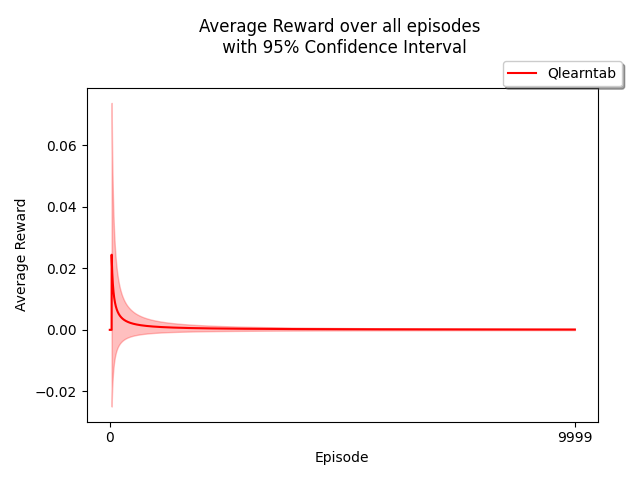 Average Reward over all episodes
with 95% Confidence Interval
Qlearntab
0.06
0.04
0.02
0.00
−0.02
Average Reward
0
9999
Episode